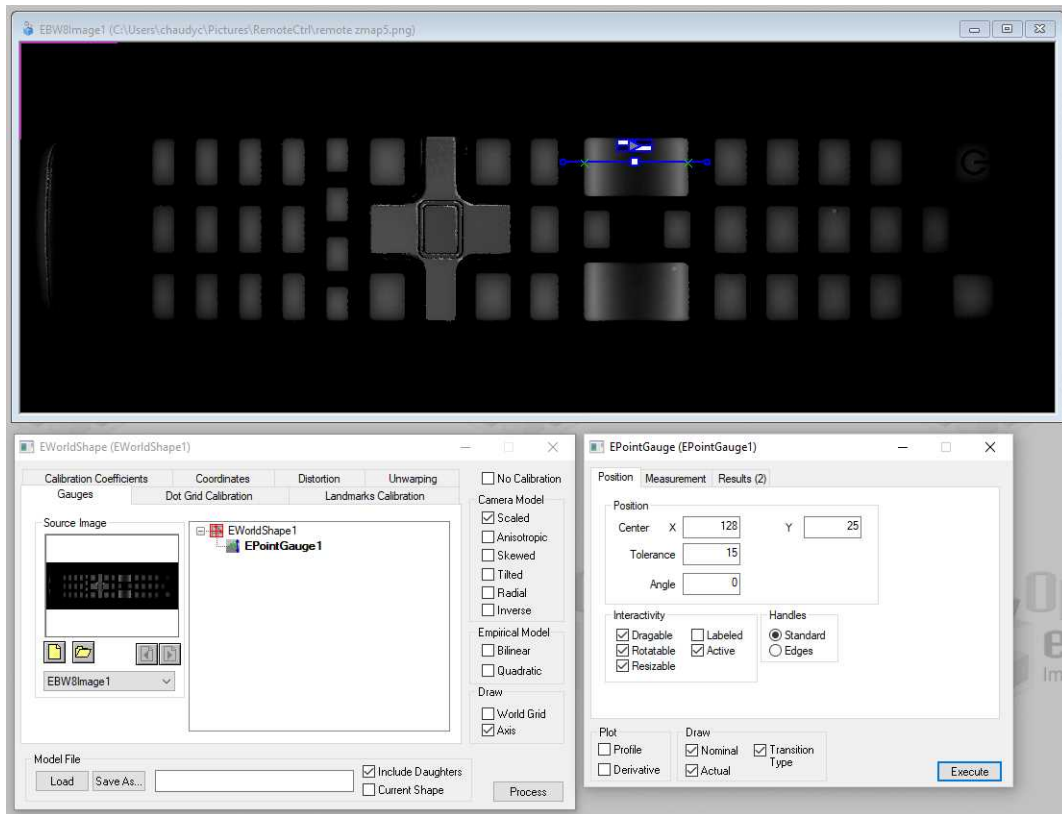 EBW8Image1 (C:\Users\chaudyc\Pictures\RemoteCtrl\remote zmap5.png)
EWorldShape (EWorldShape1)
Calibration Coefficients Coordinates Distortion Unwarping
Gauges Dot Grid Calibration Landmarks Calibration
Source Image
EBW8Image1
EWorldShape1
EPointGauge1
No Calibration
Camera Model
Scaled
Anisotropic
Skewed
Tilted
Radial
Inverse
Empirical Model
Bilinear
Quadratic
Draw
World Grid
Axis
Model File
Load Save As...
Include Daughters
Current Shape
Process
EPointGauge (EPointGauge1)
Position Measurement Results (2)
Position
Center X 128 Y 25
Tolerance 15
Angle 0
Interactivity
Dragable Labeled
Rotatable Active
Resizable
Handles
Standard
Edges
Plot
Profile
Derivative
Draw
Nominal Transition Type
Actual
Execute